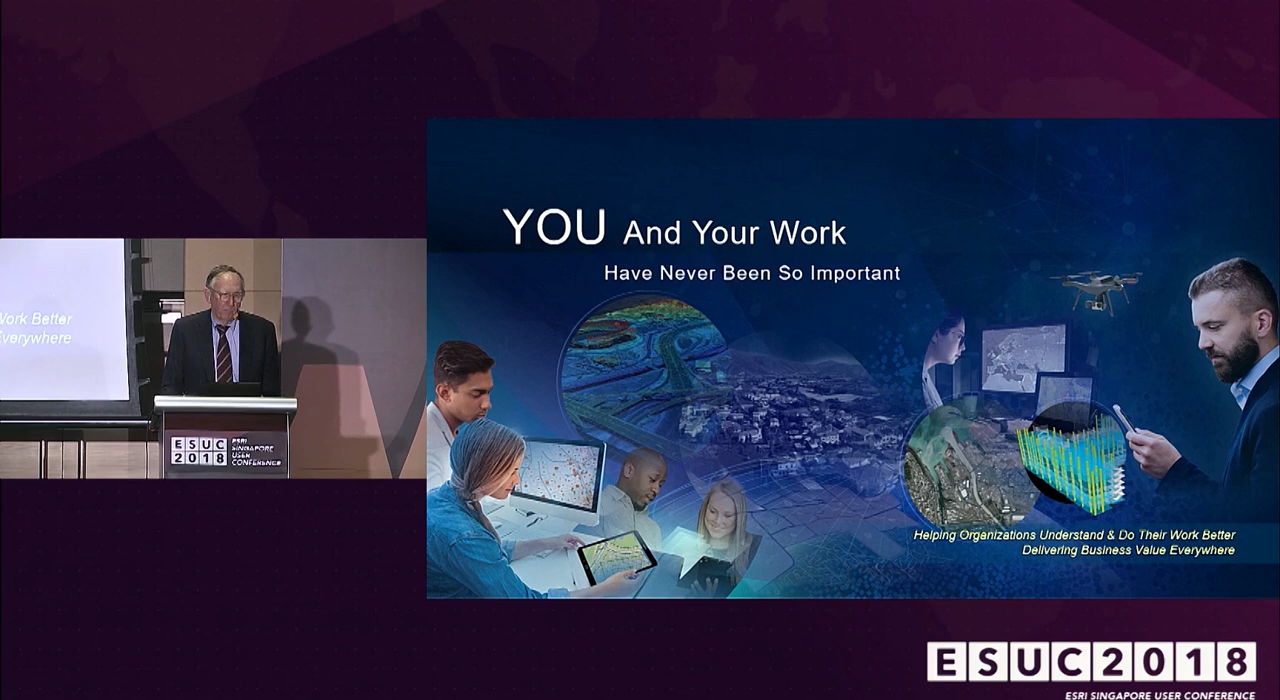 Work Better
Everywhere
ESUC
2018
ESRI
SINGAPORE
USER
CONFERENCE
YOU And Your Work
Have Never Been So Important
Helping Organizations Understand & Do Their Work Better
Delivering Business Value Everywhere
ESUC2018
ESRI SINGAPORE USER CONFERENCE